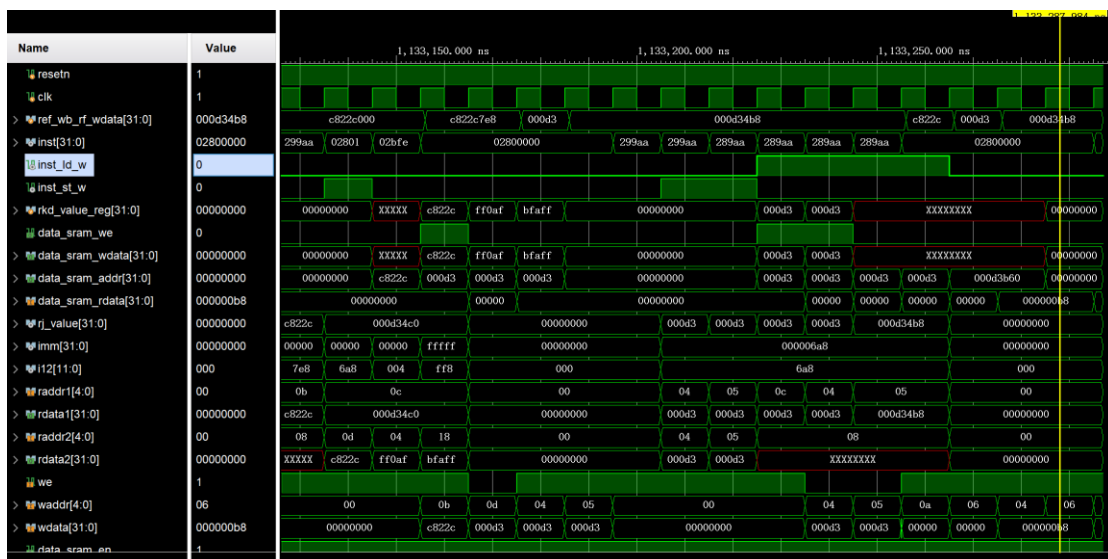 1,133,287.984 ns
Name Value 1,133,150.000 ns 1,133,200.000 ns 1,133,250.000 ns
resetn 1
clk 1
ref_wb_rf_wdata[31:0] 000d34b8 c822c000 c822c7e8 000d3 000d34b8 c822c 000d3 000d34b8
inst[31:0] 02800000 299aa 02801 02bfe 02800000 299aa 299aa 289aa 289aa 289aa 289aa 02800000
inst_ld_w 0
inst_st_w 0
rkd_value_reg[31:0] 00000000 00000000 XXXXX c822c ff0af bfaff 00000000 000d3 000d3 XXXXXXXX 00000000
data_sram_we 0
data_sram_wdata[31:0] 00000000 00000000 XXXXX c822c ff0af bfaff 00000000 000d3 000d3 XXXXXXXX 00000000
data_sram_addr[31:0] 00000000 00000000 c822c 000d3 000d3 000d3 00000000 000d3 000d3 000d3 000d3 000d3b60 00000000
data_sram_rdata[31:0] 000000b8 00000000 00000 00000000 00000 00000 00000 00000 000000b8
rj_value[31:0] 00000000 c822c 000d34c0 00000000 000d3 000d3 000d3 000d3 000d34b8 00000000
imm[31:0] 00000000 00000 00000 00000 fffff 00000000 000006a8 00000000
i12[11:0] 000 7e8 6a8 004 ff8 000 6a8 000
raddr1[4:0] 00 0b 0c 00 04 05 0c 04 05 00
rdata1[31:0] 00000000 c822c 000d34c0 00000000 000d3 000d3 000d3 000d3 000d34b8 00000000
raddr2[4:0] 00 08 0d 04 18 00 04 05 08 00
rdata2[31:0] 00000000 XXXXX c822c ff0af bfaff 00000000 000d3 000d3 XXXXXXXX 00000000
we 1
waddr[4:0] 06 00 0b 0d 04 05 00 04 05 0a 06 04 06
wdata[31:0] 000000b8 00000000 c822c 000d3 000d3 000d3 00000000 000d3 000d3 00000 00000 000000b8
data_sram_en 1